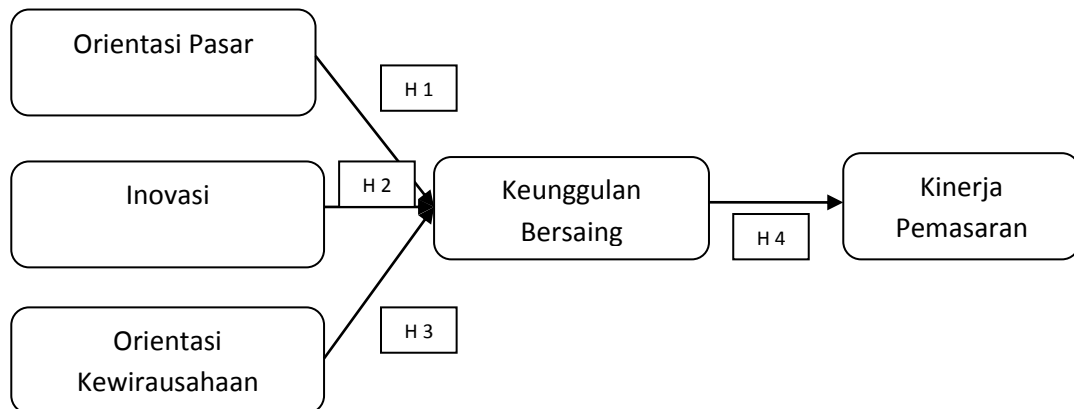 Orientasi Pasar
H 1
Inovasi
H 2
Keunggulan
Bersaing
H 4
Kinerja
Pemasaran
H 3
Orientasi
Kewirausahaan